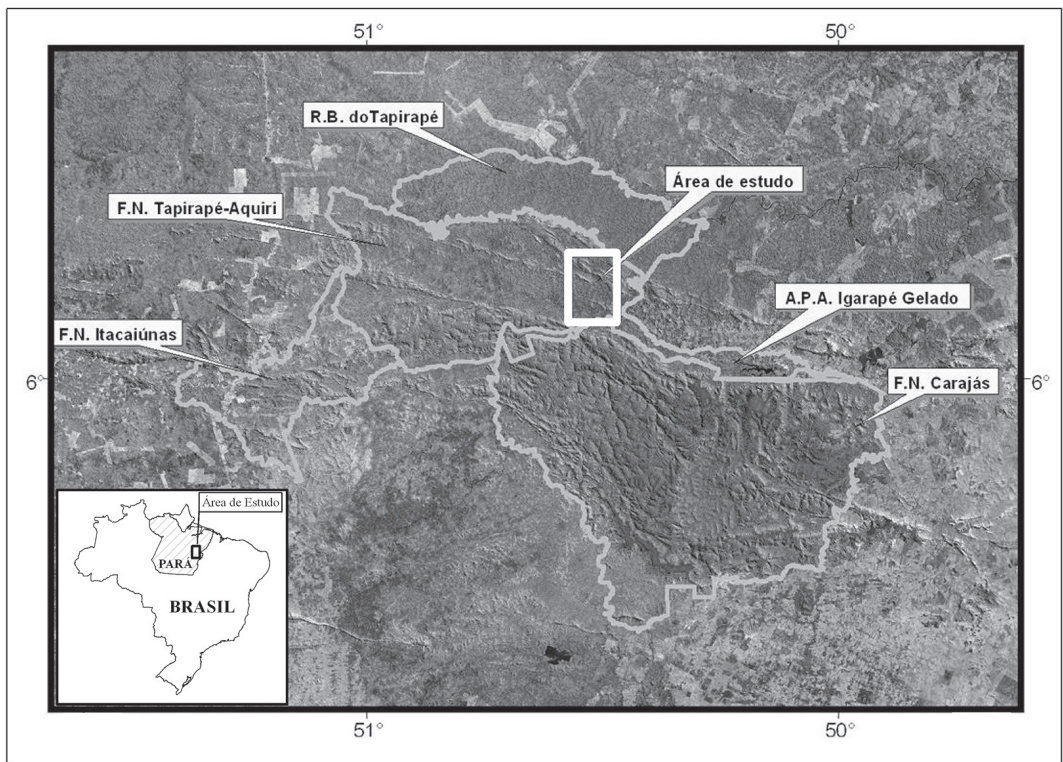 51°
50°
R.B. doTapirapé
Área de estudo
F.N. Tapirapé-Aquiri
A.P.A. Igarapé Gelado
F.N. Itacaiúnas
6°
6°
F.N. Carajás
Área de Estudo
PARÁ
BRASIL
51°
50°